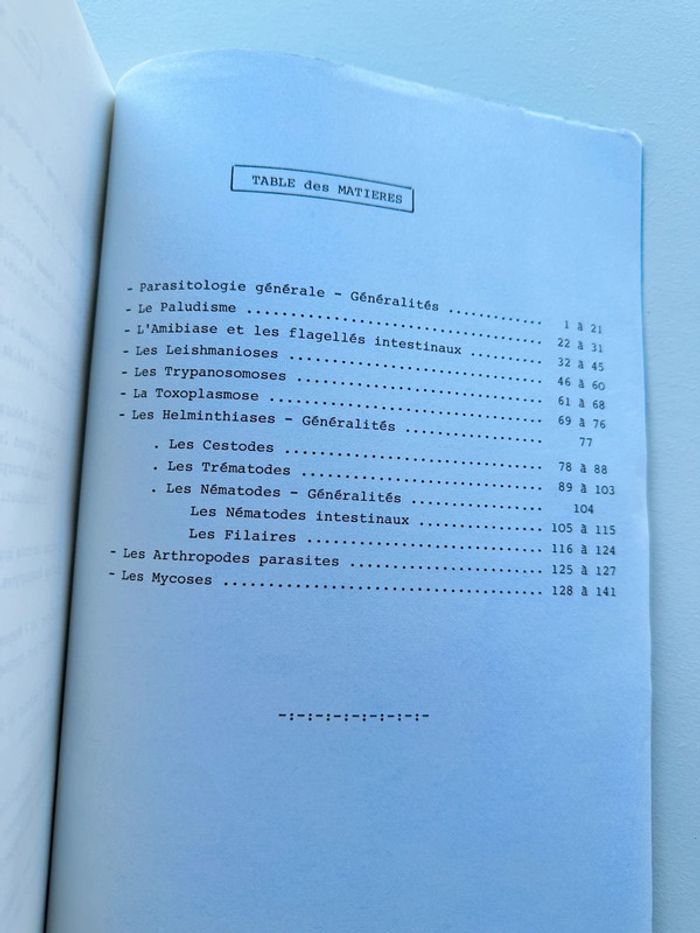 TABLE des MATIERES
- Parasitologie générale - Généralités ............ 1 à 21
- Le Paludisme ........................................ 22 à 31
- L'Amibiase et les flagellés intestinaux ......... 32 à 45
- Les Leishmanioses ................................ 46 à 60
- Les Trypanosomoses ............................... 61 à 68
- La Toxoplasmose ................................... 69 à 76
- Les Helminthiases - Généralités ................. 77
. Les Cestodes ................................. 78 à 88
. Les Trématodes ............................... 89 à 103
. Les Nématodes - Généralités ................ 104
Les Nématodes intestinaux ............... 105 à 115
Les Filaires ............................. 116 à 124
- Les Arthropodes parasites ....................... 125 à 127
- Les Mycoses ....................................... 128 à 141
-:-:-:-:-:-:-:-:-:-:-